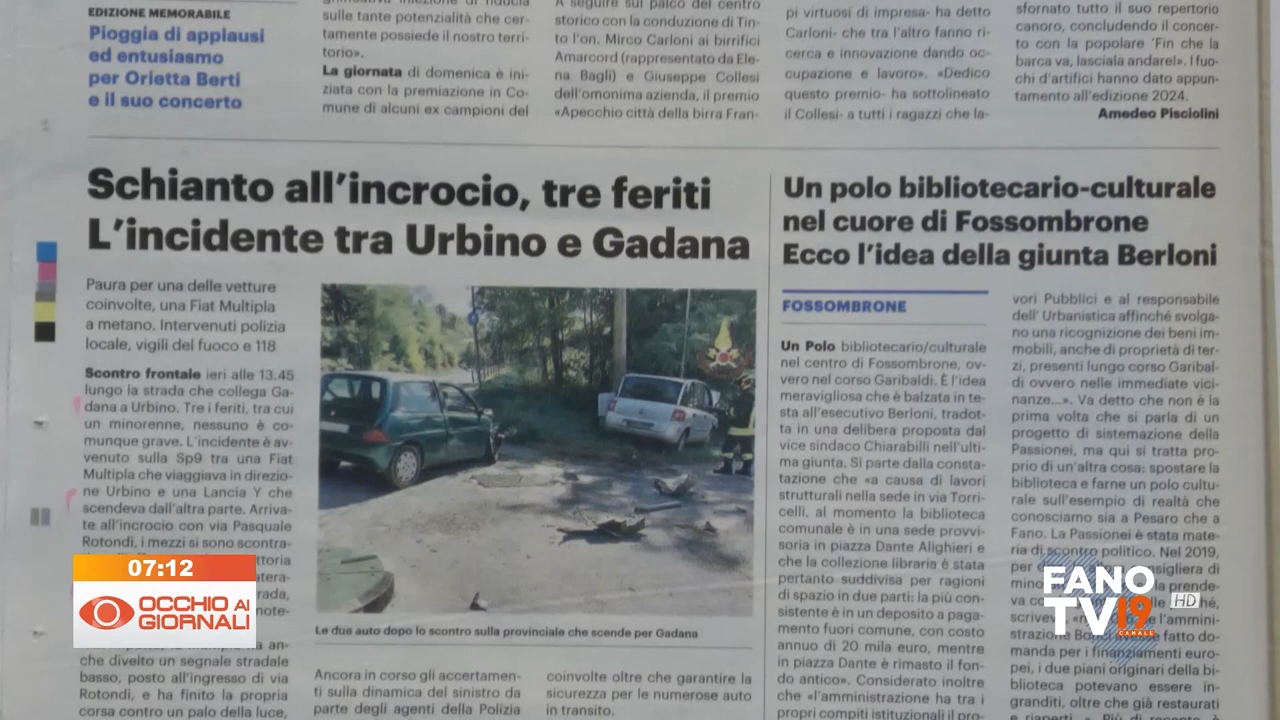 EDIZIONE MEMORABILE
Pioggia di applausi
ed entusiasmo
per Orietta Berti
e il suo concerto
sulle tante potenzialità che cer-
tamente possiede il nostro terri-
torio».
La giornata di domenica è ini-
ziata con la premiazione in Co-
mune di alcuni ex campioni del
A seguire sul palco del centro
storico con la conduzione di Tin-
to l'on. Mirco Carloni ai birrifici
Amarcord (rappresentato da Ele-
na Bagli) e Giuseppe Collesi
dell'omonima azienda, il premio
«Apecchio città della birra Fran-
pi virtuosi di impresa- ha detto
Carloni- che tra l'altro fanno ri-
cerca e innovazione dando oc-
cupazione e lavoro». «Dedico
questo premio- ha sottolineato
il Collesi- a tutti i ragazzi che la-
sfornato tutto il suo repertorio
canoro, concludendo il concer-
to con la popolare 'Fin che la
barca va, lasciala andare!». I fuo-
chi d'artifici hanno dato appun-
tamento all'edizione 2024.
Amedeo Pisciolini
Schianto all'incrocio, tre feriti
L'incidente tra Urbino e Gadana
Paura per una delle vetture
coinvolte, una Fiat Multipla
a metano. Intervenuti polizia
locale, vigili del fuoco e 118
Scontro frontale ieri alle 13.45
lungo la strada che collega Ga-
dana a Urbino. Tre i feriti, tra cui
un minorenne, nessuno è co-
munque grave. L'incidente è av-
venuto sulla Sp9 tra una Fiat
Multipla che viaggiava in direzio-
ne Urbino e una Lancia Y che
scendeva dall'altra parte. Arriva-
te all'incrocio con via Pasquale
Rotondi, i mezzi si sono scontra-
che divelto un segnale stradale
basso, posto all'ingresso di via
Rotondi, e ha finito la propria
corsa contro un palo della luce,
Le due auto dopo lo scontro sulla provinciale che scende per Gadana
Ancora in corso gli accertamen-
ti sulla dinamica del sinistro da
parte degli agenti della Polizia
coinvolte oltre che garantire la
sicurezza per le numerose auto
in transito.
Un polo bibliotecario-culturale
nel cuore di Fossombrone
Ecco l'idea della giunta Berloni
FOSSOMBRONE
Un Polo bibliotecario/culturale
nel centro di Fossombrone, ov-
vero nel corso Garibaldi. È l'idea
meravigliosa che è balzata in te-
sta all'esecutivo Berloni, tradot-
ta in una delibera proposta dal
vice sindaco Chiarabilli nell'ulti-
ma giunta. Si parte dalla consta-
tazione che «a causa di lavori
strutturali nella sede in via Torri-
celli, al momento la biblioteca
comunale è in una sede provvi-
soria in piazza Dante Alighieri e
che la collezione libraria è stata
pertanto suddivisa per ragioni
di spazio in due parti: la più con-
sistente è in un deposito a paga-
mento fuori comune, con costo
annuo di 20 mila euro, mentre
in piazza Dante è rimasto il fon-
do antico». Considerato inoltre
che «l'amministrazione ha tra i
propri compiti istituzionali il pro-
vori Pubblici e al responsabile
dell' Urbanistica affinché svolga-
no una ricognizione dei beni im-
mobili, anche di proprietà di ter-
zi, presenti lungo corso Garibal-
di ovvero nelle immediate vici-
nanze...». Va detto che non è la
prima volta che si parla di un
progetto di sistemazione della
Passionei, ma qui si tratta pro-
prio di un'altra cosa: spostare la
biblioteca e farne un polo cultu-
rale sull'esempio di realtà che
conosciamo sia a Pesaro che a
Fano. La Passionei è stata mate-
ria di scontro politico. Nel 2019,
manda per i finanziamenti euro-
pei, i due piani originari della bi-
blioteca potevano essere in-
granditi, oltre che già restaurati
07:12
OCCHIO AI
GIORNALI
FANO
TV19
CANALE
HD